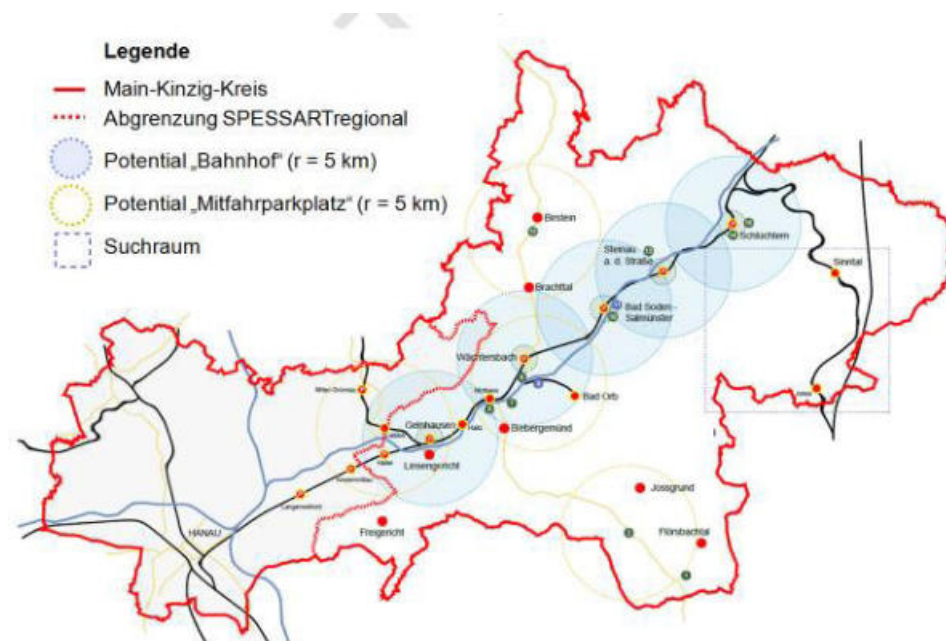 Legende
Main-Kinzig-Kreis
Abgrenzung SPESSARTregional
Potential „Bahnhof“ (r = 5 km)
Potential „Mitfahrparkplatz“ (r = 5 km)
Suchraum
Birstein
Schlüchtern
Steinau
a. d. Straße
Sinntal
Brachttal
Bad Soden -
Salmünster
Wächtersbach
Bad Orb
Gelnhausen
Biebergemünd
Linsengericht
Jossgrund
Freigericht
HANAU
Flörsbachtal